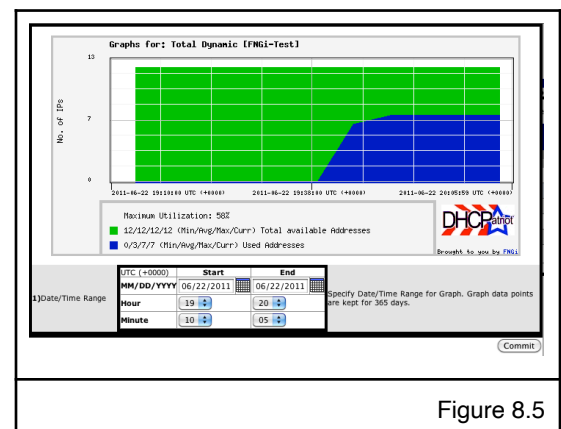 Graphs for: Total Dynamic [FNGi-Test]
13
No. of IPs
7
0
2011-06-22 19:10:00 UTC (+0000) 2011-06-22 19:38:00 UTC (+0000) 2011-06-22 20:05:59 UTC (+0000)
Maximum Utilization: 58%
12/12/12/12 (Min/Avg/Max/Curr) Total available Addresses
0/3/7/7 (Min/Avg/Max/Curr) Used Addresses
DHCPatriot
Brought to you by FNGi
UTC (+0000) Start End
1)Date/Time Range
MM/DD/YYYY 06/22/2011 06/22/2011
Hour 19 20
Minute 10 05
Specify Date/Time Range for Graph. Graph data points
are kept for 365 days.
Commit
Figure 8.5